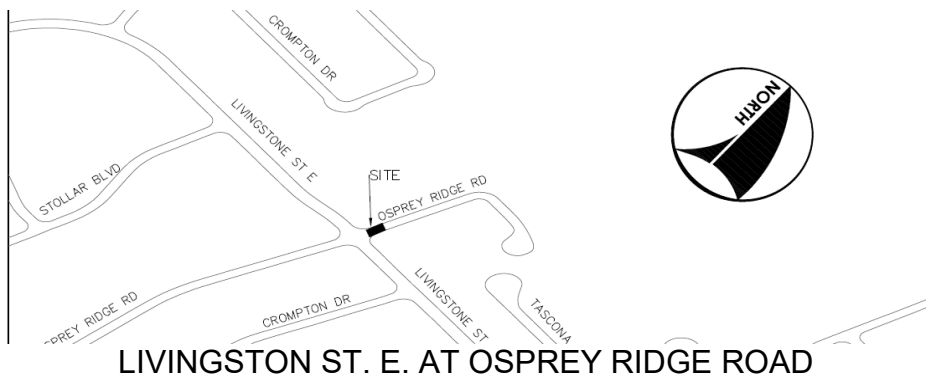 CROMPTON DR
NORTH
LIVINGSTONE ST E
STOLLAR BLVD
SITE
OSPREY RIDGE RD
SPREY RIDGE RD
CROMPTON DR
LIVINGSTONE ST
TASCONA
LIVINGSTON ST. E. AT OSPREY RIDGE ROAD